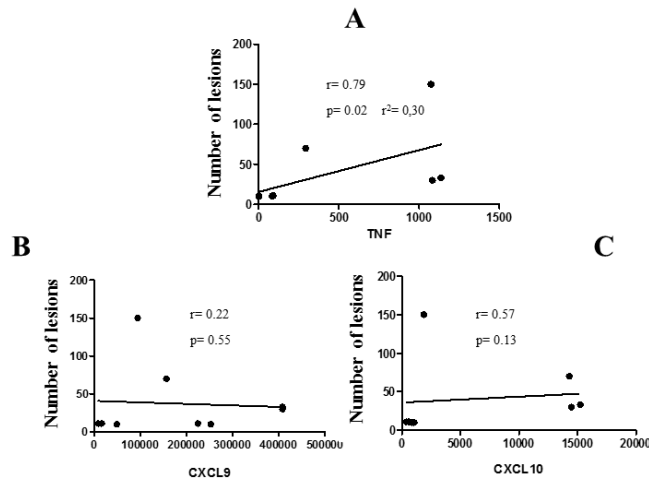 A
Number of lesions
200
150
100
50
0
r= 0.79
p= 0.02 r²= 0,30
0 500 1000 1500
TNF
B
Number of lesions
200
150
100
50
0
r= 0.22
p= 0.55
0 100000 200000 300000 400000 50000
CXCL9
C
Number of lesions
200
150
100
50
0
r= 0.57
p= 0.13
0 5000 10000 15000 20000
CXCL10